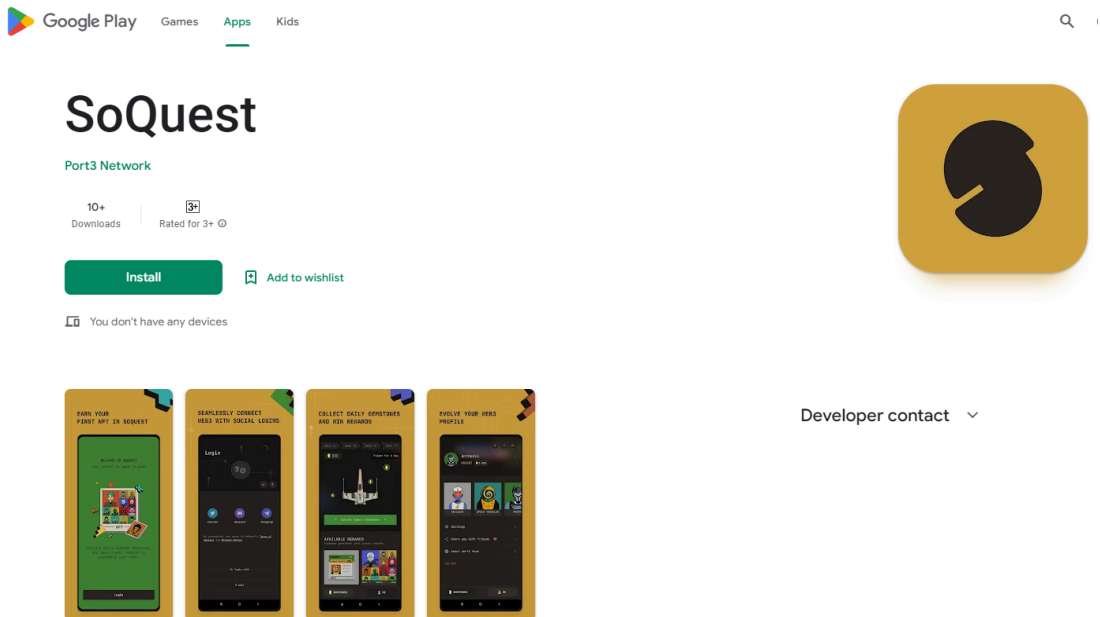 Google Play
Games
Apps
Kids
SoQuest
Port3 Network
10+
Downloads
3+
Rated for 3+
Install
Add to wishlist
You don't have any devices
EARN YOUR
FIRST NFT IN SOQUEST
Login
SEAMLESSLY CONNECT
WEB3 WITH SOCIAL LOGINS
Login
COLLECT DAILY GEMSTONES
AND WIN REWARDS
AVAILABLE REWARDS
EVOLVE YOUR WEB3
PROFILE
Developer contact